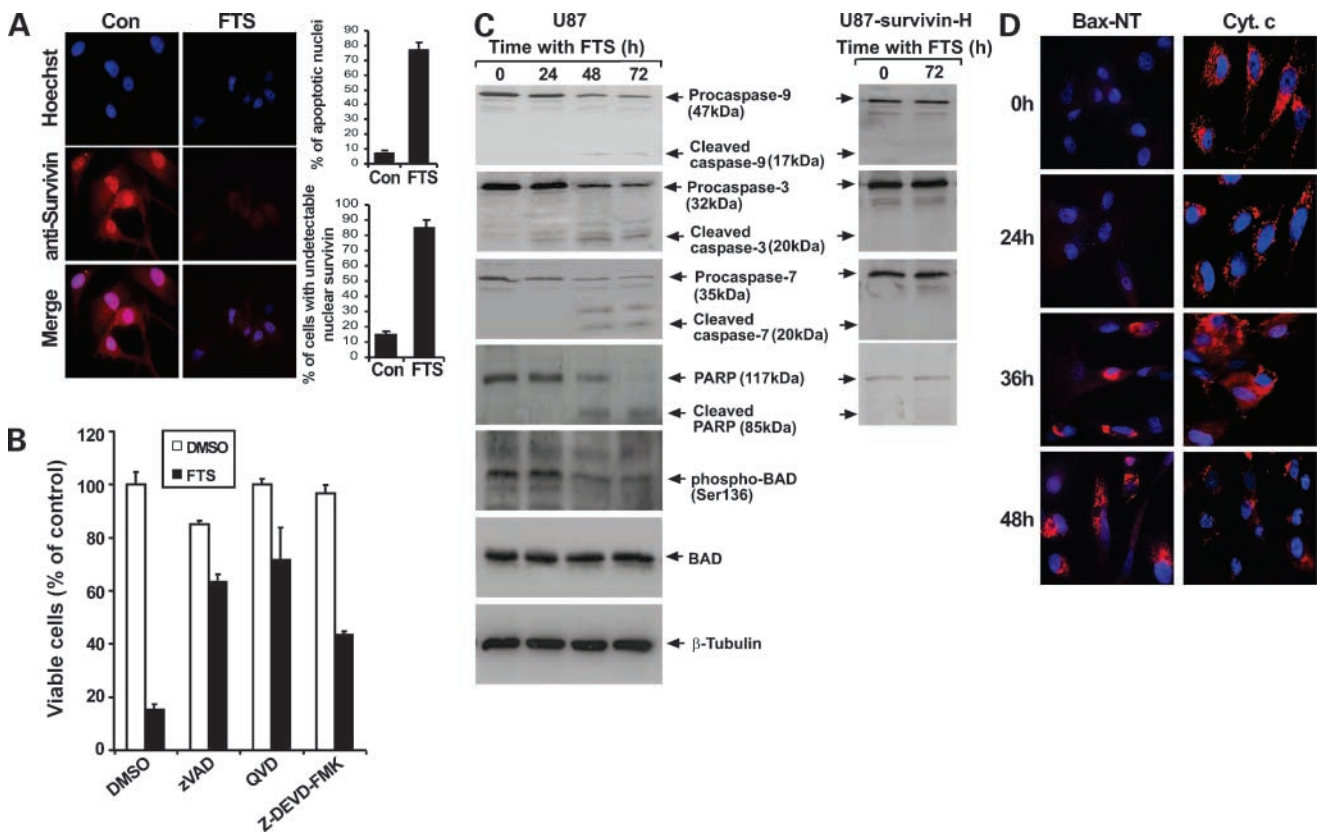 A
Con
FTS
Hoechst
anti-Survivin
Merge
% of apoptotic nuclei
90
80
70
60
50
40
30
20
10
0
Con FTS
% of cells with undetectable
nuclear survivin
100
90
80
70
60
50
40
30
20
10
0
Con FTS
B
Viable cells (% of control)
120
100
80
60
40
20
0
DMSO
FTS
DMSO
zVAD
QVD
Z-DEVD-FMK
C
U87
Time with FTS (h)
0 24 48 72
Procaspase-9
(47kDa)
Cleaved
caspase-9 (17kDa)
Procaspase-3
(32kDa)
Cleaved
caspase-3 (20kDa)
Procaspase-7
(35kDa)
Cleaved
caspase-7 (20kDa)
PARP (117kDa)
Cleaved
PARP (85kDa)
phospho-BAD
(Ser136)
BAD
β-Tubulin
U87-survivin-H
Time with FTS (h)
0 72
D
Bax-NT
Cyt. c
0h
24h
36h
48h